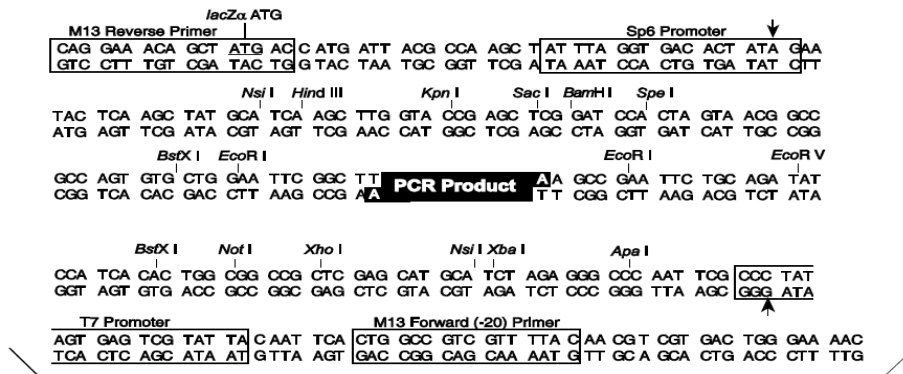 lacZα ATG
M13 Reverse Primer Sp6 Promoter
CAG GAA ACA GCT ATG AC C ATG ATT ACG CCA AGC T AT TTA GGT GAC ACT ATA G AA
GTC CTT TGT CGA TAC TG G TAC TAA TGC GGT TCG A TA AAT CCA CTG TGA TAT C TT
Nsi I Hind III Kpn I Sac I BamH I Spe I
TAC TCA AGC TAT GCA TCA AGC TTG GTA CCG AGC TCG GAT CCA CTA GTA ACG GCC
ATG AGT TCG ATA CGT AGT TCG AAC CAT GGC TCG AGC CTA GGT GAT CAT TGC CGG
BstX I EcoR I EcoR I EcoR V
GCC AGT GTG CTG GAA TTC GGC TT PCR Product A A GCC GAA TTC TGC AGA TAT
CGG TCA CAC GAC CTT AAG CCG A A T T CGG CTT AAG ACG TCT ATA
BstX I Not I Xho I Nsi I Xba I Apa I
CCA TCA CAC TGG CGG CCG CTC GAG CAT GCA TCT AGA GGG CCC AAT TCG CCC TAT
GGT AGT GTG ACC GCC GGC GAG CTC GTA CGT AGA TCT CCC GGG TTA AGC GGG ATA
T7 Promoter M13 Forward (-20) Primer
AGT GAG TCG TAT TA C AAT TCA CTG GCC GTC GTT TTA C AA CGT CGT GAC TGG GAA AAC
TCA CTC AGC ATA AT G TTA AGT GAC CGG CAG CAA AAT G TT GCA GCA CTG ACC CTT TTG